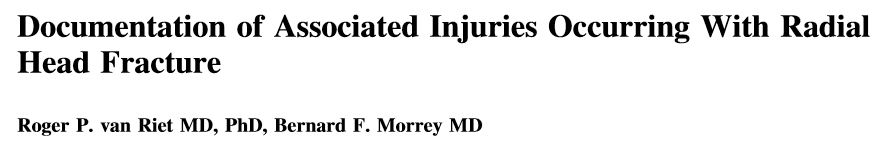 Documentation of Associated Injuries Occurring With Radial
Head Fracture
Roger P. van Riet MD, PhD, Bernard F. Morrey MD